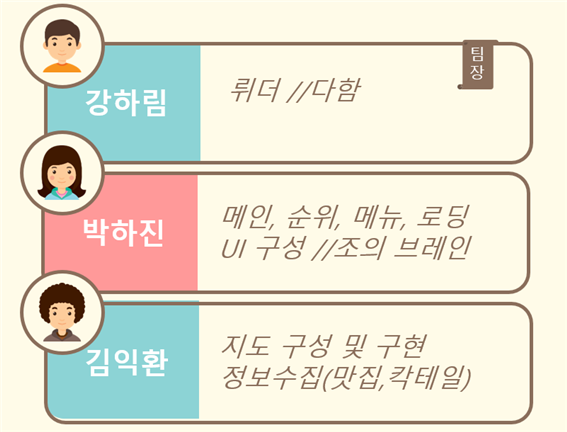 강하림
뤼더 //다함
팀장
박하진
메인, 순위, 메뉴, 로딩
UI 구성 //조의 브레인
김익환
지도 구성 및 구현
정보수집(맛집,칵테일)